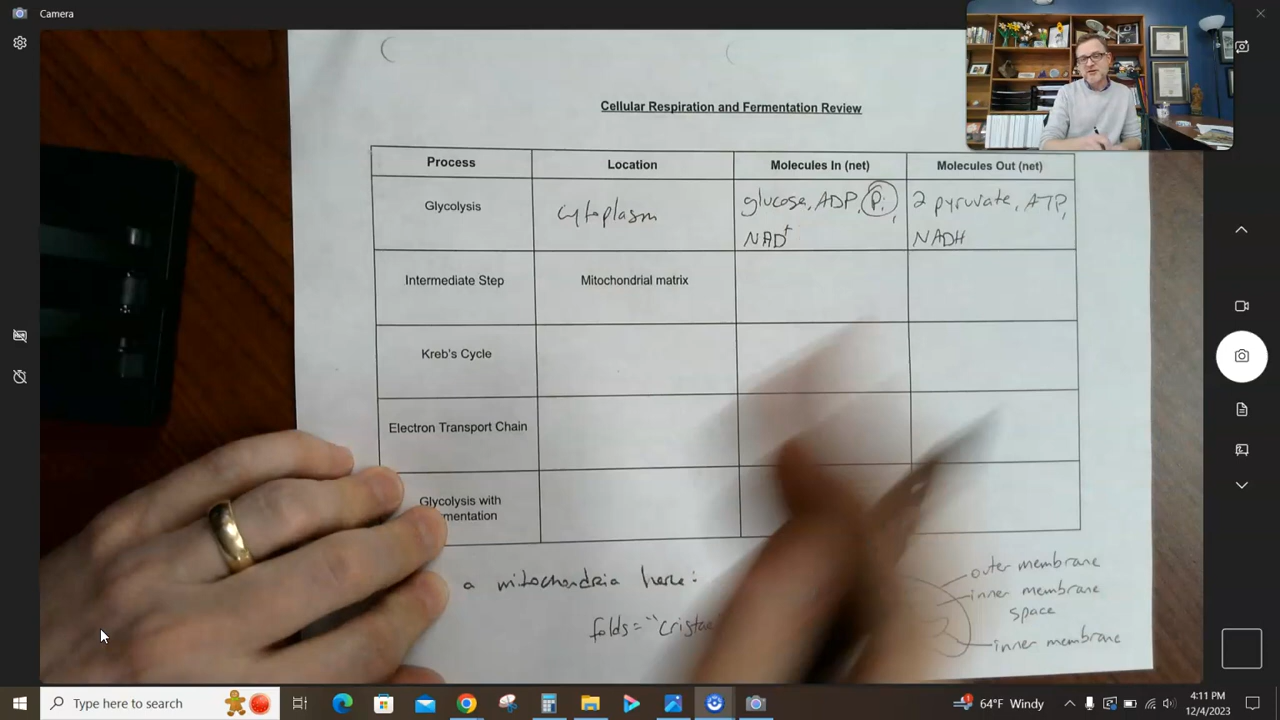 Camera
Cellular Respiration and Fermentation Review
Process Location Molecules In (net) Molecules Out (net)
Glycolysis cytoplasm glucose, ADP, Pi, 2 pyruvate, ATP,
NAD+ NADH
Intermediate Step Mitochondrial matrix
Kreb's Cycle
Electron Transport Chain
Glycolysis with
a mitochondria here:
folds = "cristae
outer membrane
inner membrane
space
inner membrane
Type here to search
64°F Windy
4:11 PM
12/4/2023